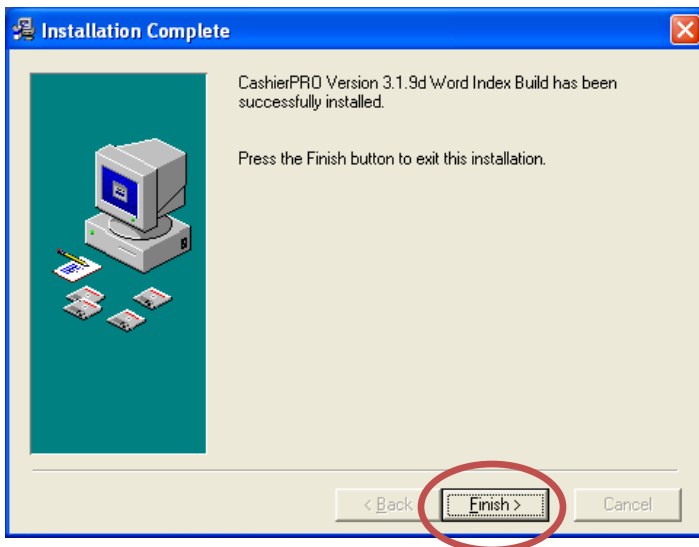 Installation Complete
CashierPRO Version 3.1.9d Word Index Build has been
successfully installed.
Press the Finish button to exit this installation.
< Back
Finish >
Cancel